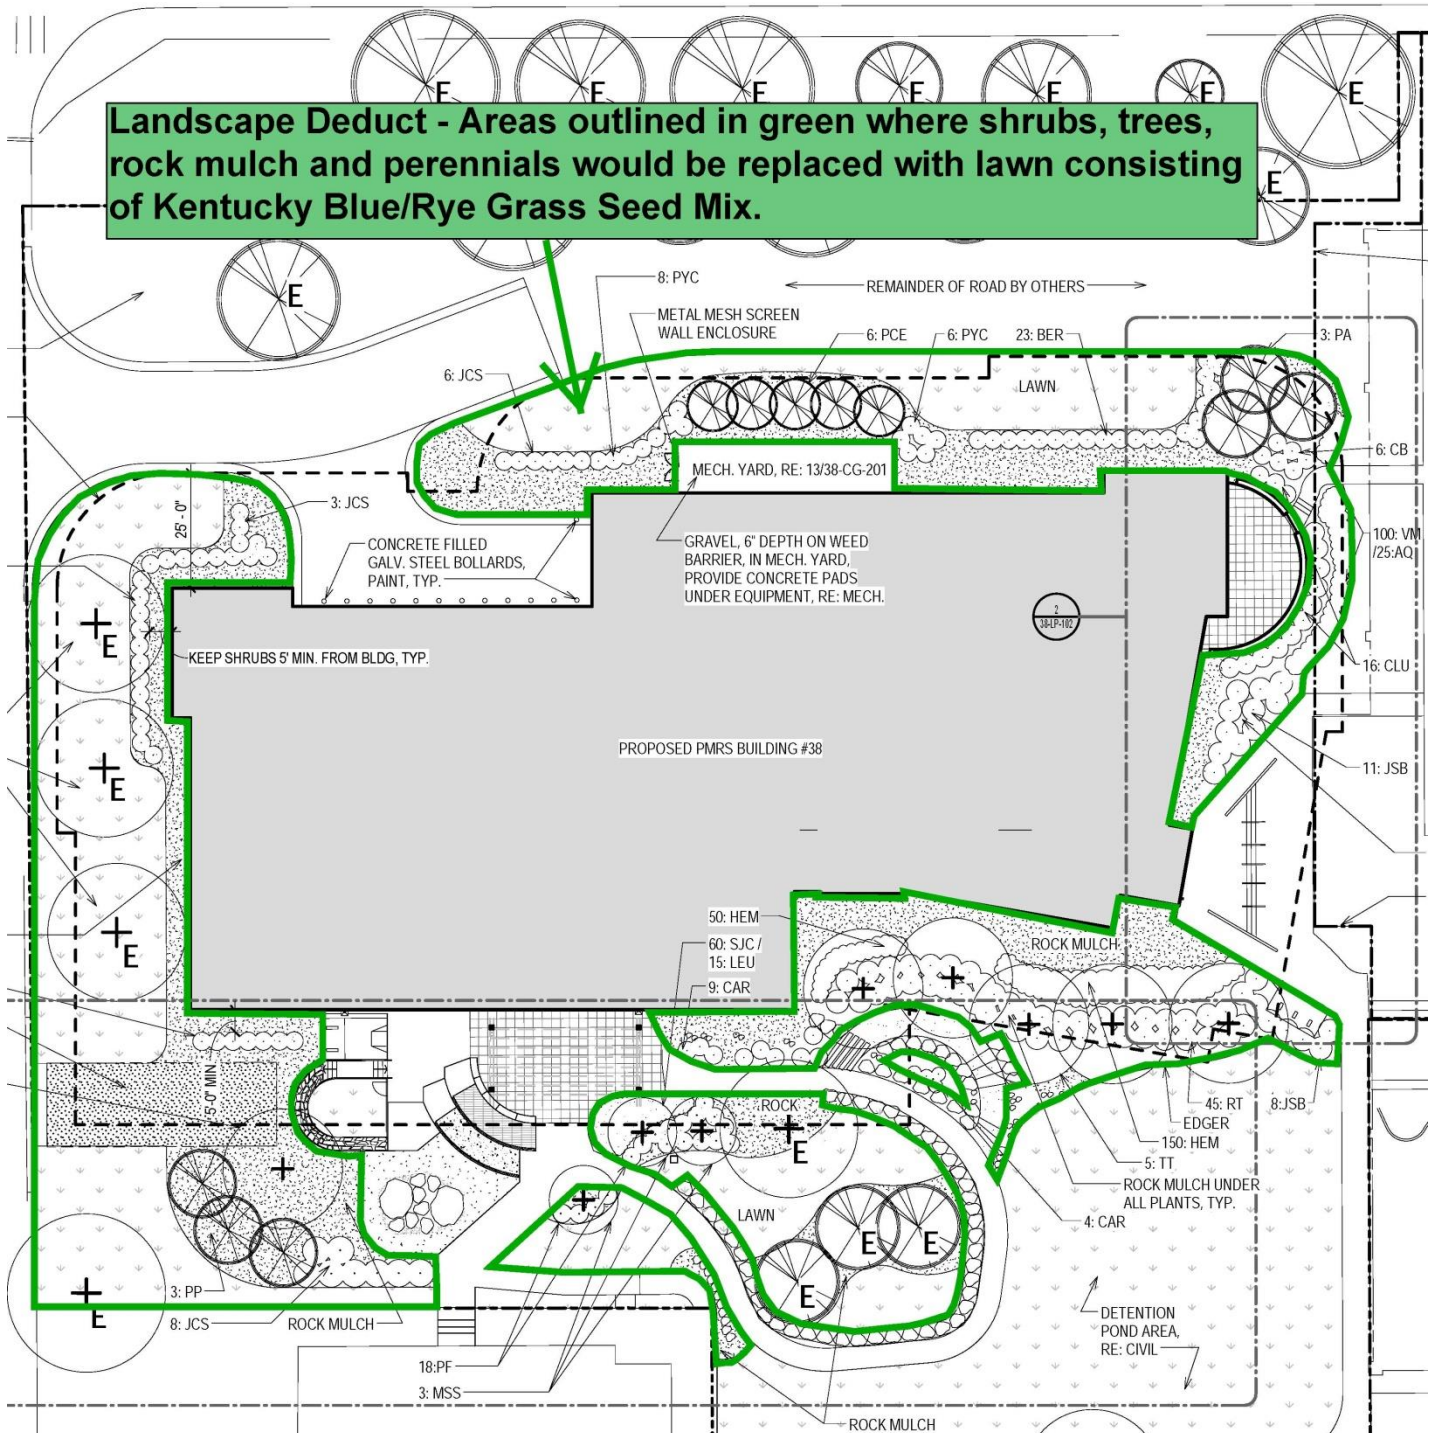 E
E
E
E
E
E
E
Landscape Deduct - Areas outlined in green where shrubs, trees,
rock mulch and perennials would be replaced with lawn consisting
of Kentucky Blue/Rye Grass Seed Mix.
E
E
8: PYC
REMAINDER OF ROAD BY OTHERS
METAL MESH SCREEN
WALL ENCLOSURE
6: PCE
6: PYC
23: BER
3: PA
6: JCS
LAWN
6: CB
MECH. YARD, RE: 13/38-CG-201
3: JCS
25' - 0"
100: VM
/25:AQ
CONCRETE FILLED
GALV. STEEL BOLLARDS,
PAINT, TYP.
GRAVEL, 6" DEPTH ON WEED
BARRIER, IN MECH. YARD,
PROVIDE CONCRETE PADS
UNDER EQUIPMENT, RE: MECH.
2
38-LP-102
E
KEEP SHRUBS 5' MIN. FROM BLDG, TYP.
16: CLU
PROPOSED PMRS BUILDING #38
11: JSB
E
50: HEM
60: SJC /
15: LEU
9: CAR
ROCK MULCH
E
5'-0" MIN.
ROCK
E
45: RT
8:JSB
EDGER
150: HEM
5: TT
ROCK MULCH UNDER
ALL PLANTS, TYP.
4: CAR
LAWN
E
E
E
3: PP
8: JCS
ROCK MULCH
E
DETENTION
POND AREA,
RE: CIVIL
18:PF
3: MSS
ROCK MULCH